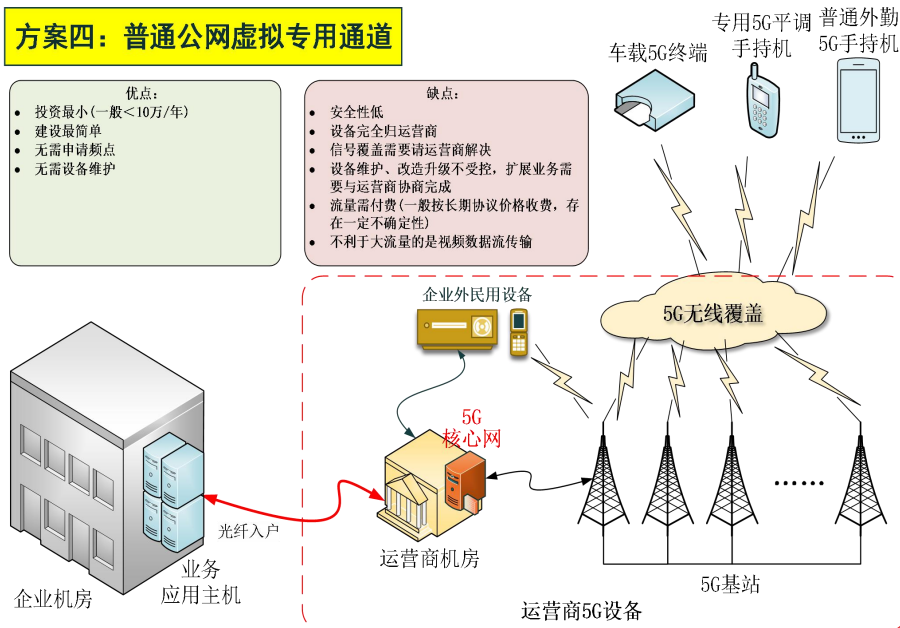 方案四：普通公网虚拟专用通道
优点：
● 投资最小(一般＜10万/年)
● 建设最简单
● 无需申请频点
● 无需设备维护
缺点：
● 安全性低
● 设备完全归运营商
● 信号覆盖需要请运营商解决
● 设备维护、改造升级不受控，扩展业务需
要与运营商协商完成
● 流量需付费(一般按长期协议价格收费，存
在一定不确定性)
● 不利于大流量的是视频数据流传输
车载5G终端
专用5G平调
手持机
普通外勤
5G手持机
5G无线覆盖
企业外民用设备
5G
核心网
光纤入户
运营商机房
业务
应用主机
企业机房
......
5G基站
运营商5G设备